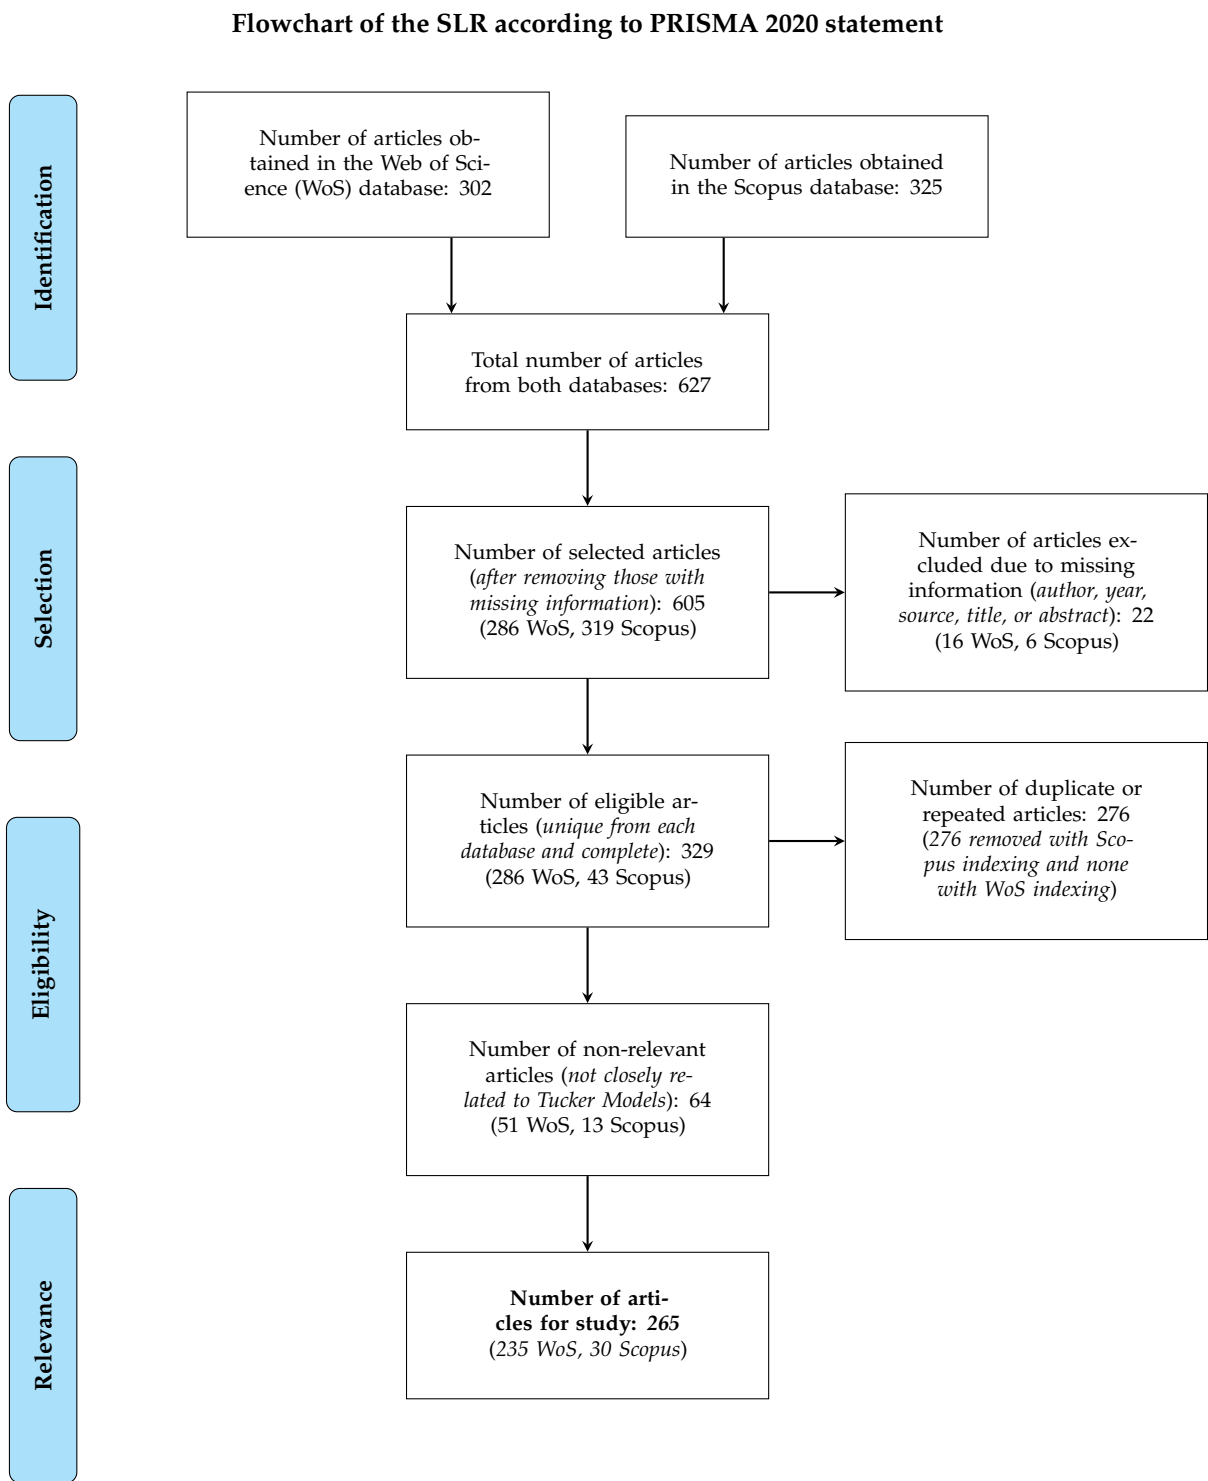 Flowchart of the SLR according to PRISMA 2020 statement
Identification
Number of articles ob-
tained in the Web of Sci-
ence (WoS) database: 302
Number of articles obtained
in the Scopus database: 325
Total number of articles
from both databases: 627
Selection
Number of selected articles
(after removing those with
missing information): 605
(286 WoS, 319 Scopus)
Number of articles ex-
cluded due to missing
information (author, year,
source, title, or abstract): 22
(16 WoS, 6 Scopus)
Eligibility
Number of eligible ar-
ticles (unique from each
database and complete): 329
(286 WoS, 43 Scopus)
Number of duplicate or
repeated articles: 276
(276 removed with Sco-
pus indexing and none
with WoS indexing)
Number of non-relevant
articles (not closely re-
lated to Tucker Models): 64
(51 WoS, 13 Scopus)
Relevance
Number of arti-
cles for study: 265
(235 WoS, 30 Scopus)